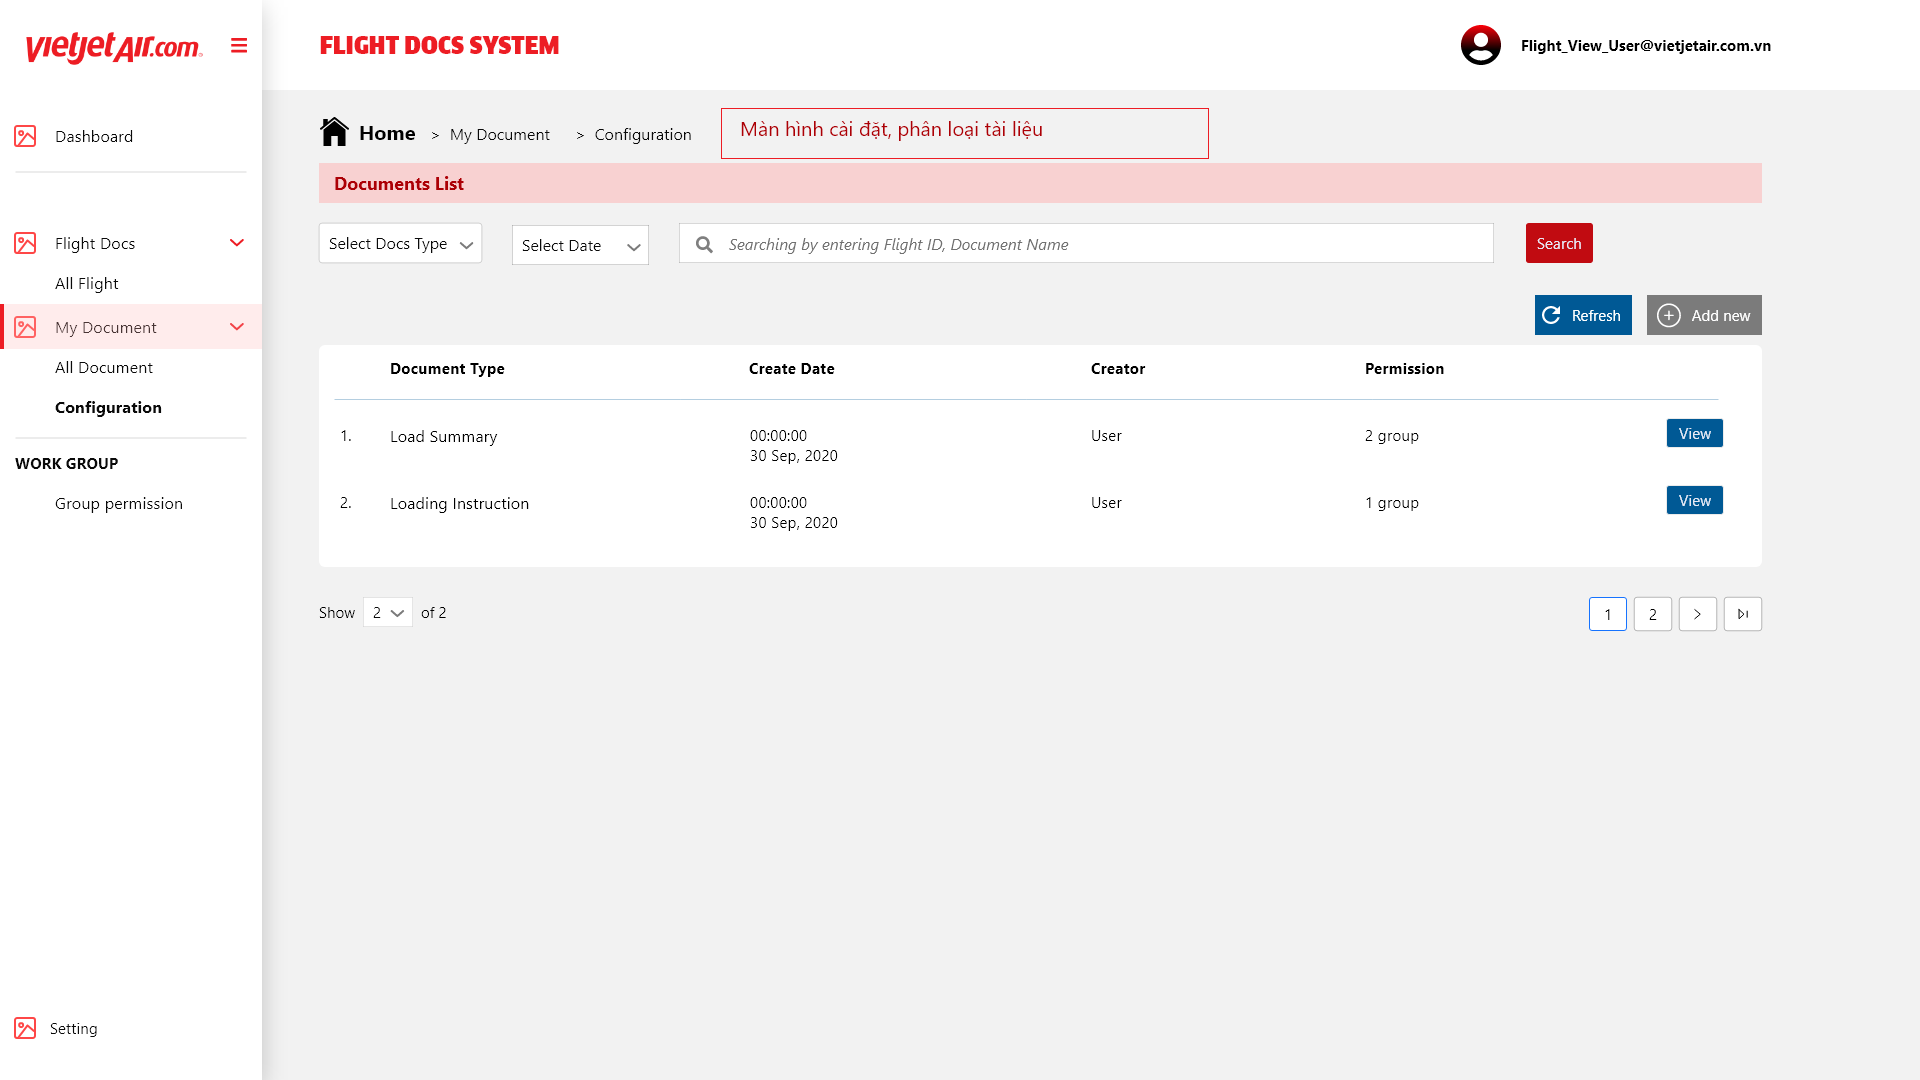 vietjetAir.com
FLIGHT DOCS SYSTEM
Flight_View_User@vietjetair.com.vn
Dashboard
Flight Docs
All Flight
My Document
All Document
Configuration
WORK GROUP
Group permission
Setting
Home > My Document > Configuration
Màn hình cài đặt, phân loại tài liệu
Documents List
Select Docs Type
Select Date
Searching by entering Flight ID, Document Name
Search
Refresh
Add new
Document Type Create Date Creator Permission
1. Load Summary 00:00:00 User 2 group View
30 Sep, 2020
2. Loading Instruction 00:00:00 User 1 group View
30 Sep, 2020
Show 2 of 2
1 2 >